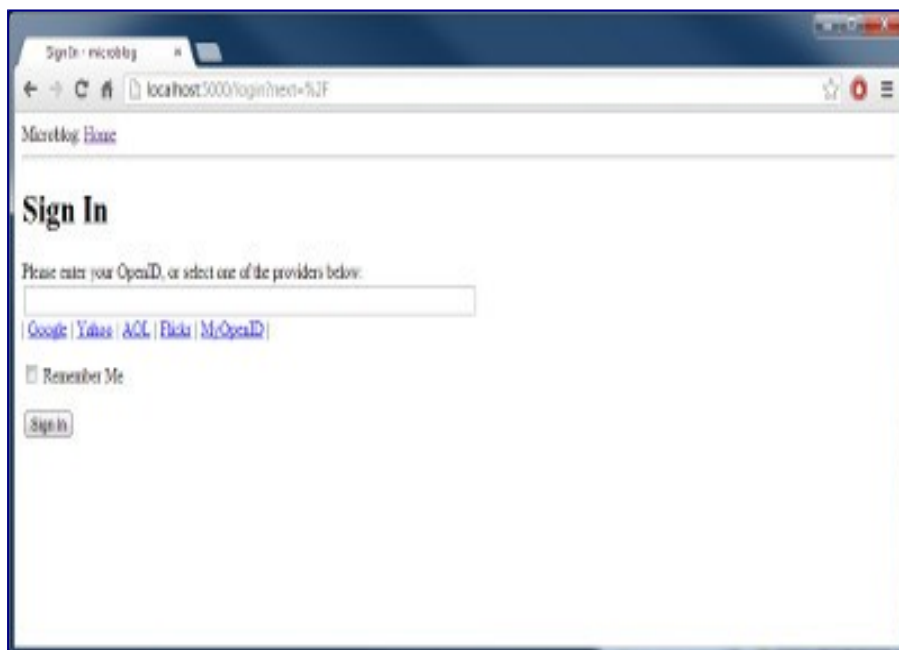 Sign In - microblog
localhost:5000/login?next=%2F
Microblog: Home
Sign In
Please enter your OpenID, or select one of the providers below:
| Google | Yahoo | AOL | Flickr | MyOpenID |
Remember Me
Sign In